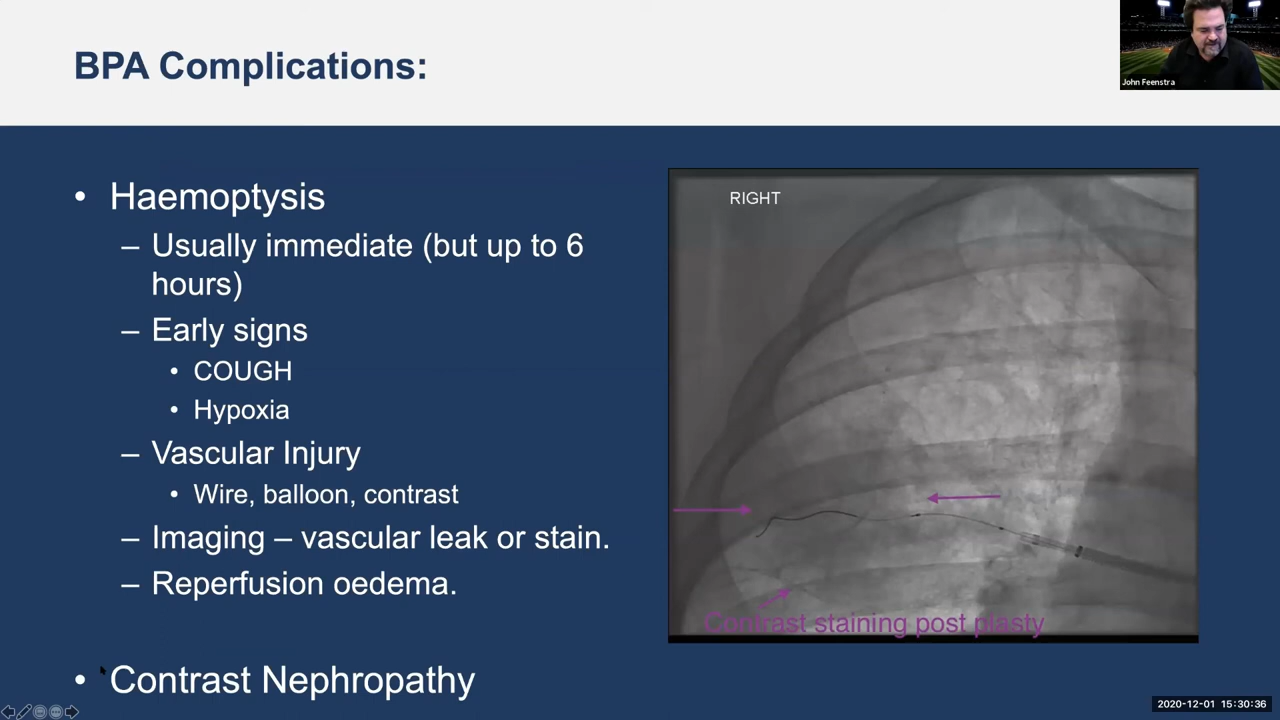 BPA Complications:
John Feenstra
• Haemoptysis
– Usually immediate (but up to 6
hours)
– Early signs
• COUGH
• Hypoxia
– Vascular Injury
• Wire, balloon, contrast
– Imaging – vascular leak or stain.
– Reperfusion oedema.
• Contrast Nephropathy
RIGHT
Contrast staining post plasty
2020-12-01 15:30:36